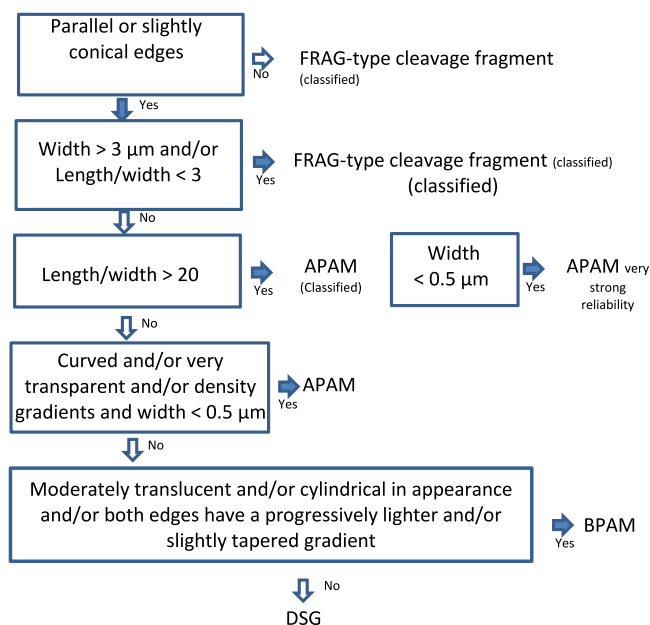 Parallel or slightly
conical edges
No
FRAG-type cleavage fragment
(classified)
Yes
Width > 3 µm and/or
Length/width < 3
Yes
FRAG-type cleavage fragment (classified)
(classified)
No
Length/width > 20
Yes
APAM
(Classified)
Width
< 0.5 µm
Yes
APAM very
strong
reliability
No
Curved and/or very
transparent and/or density
gradients and width < 0.5 µm
Yes
APAM
No
Moderately translucent and/or cylindrical in appearance
and/or both edges have a progressively lighter and/or
slightly tapered gradient
Yes
BPAM
No
DSG